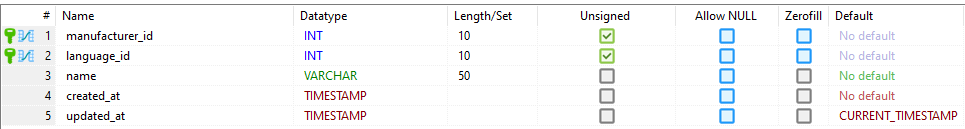 # Name Datatype Length/Set Unsigned Allow NULL Zerofill Default
1 manufacturer_id INT 10 No default
2 language_id INT 10 No default
3 name VARCHAR 50 No default
4 created_at TIMESTAMP No default
5 updated_at TIMESTAMP CURRENT_TIMESTAMP